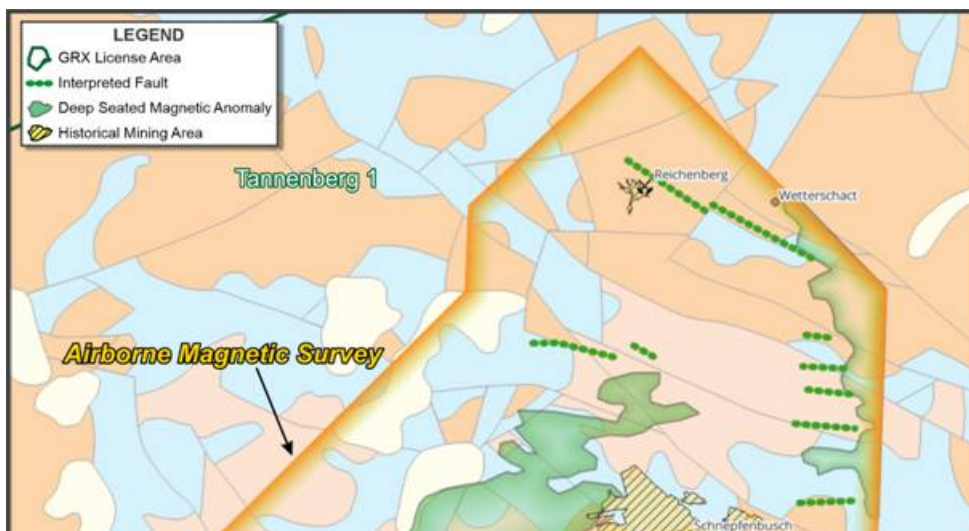 LEGEND
GRX License Area
Interpreted Fault
Deep Seated Magnetic Anomaly
Historical Mining Area
Tannenberg 1
Reichenberg
Wetterschact
Airborne Magnetic Survey
Schnepfenbusch